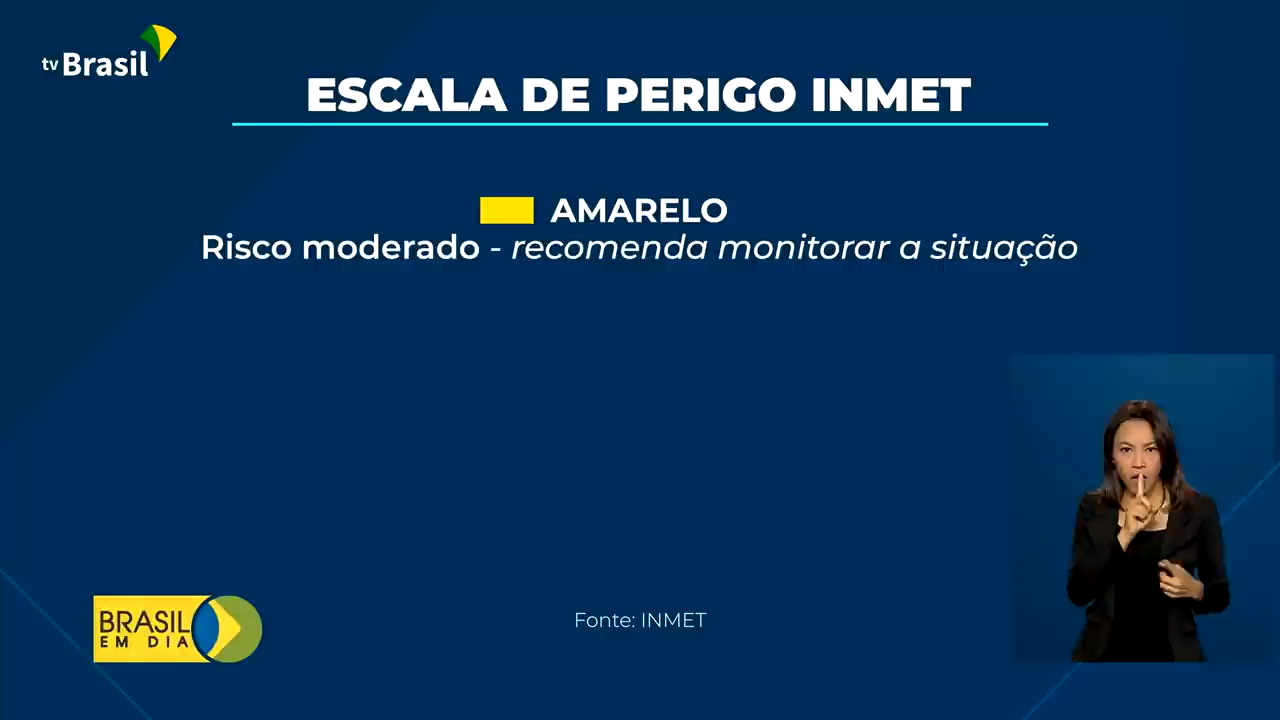 tv Brasil
ESCALA DE PERIGO INMET
AMARELO
Risco moderado - recomenda monitorar a situação
BRASIL
EM DIA
Fonte: INMET